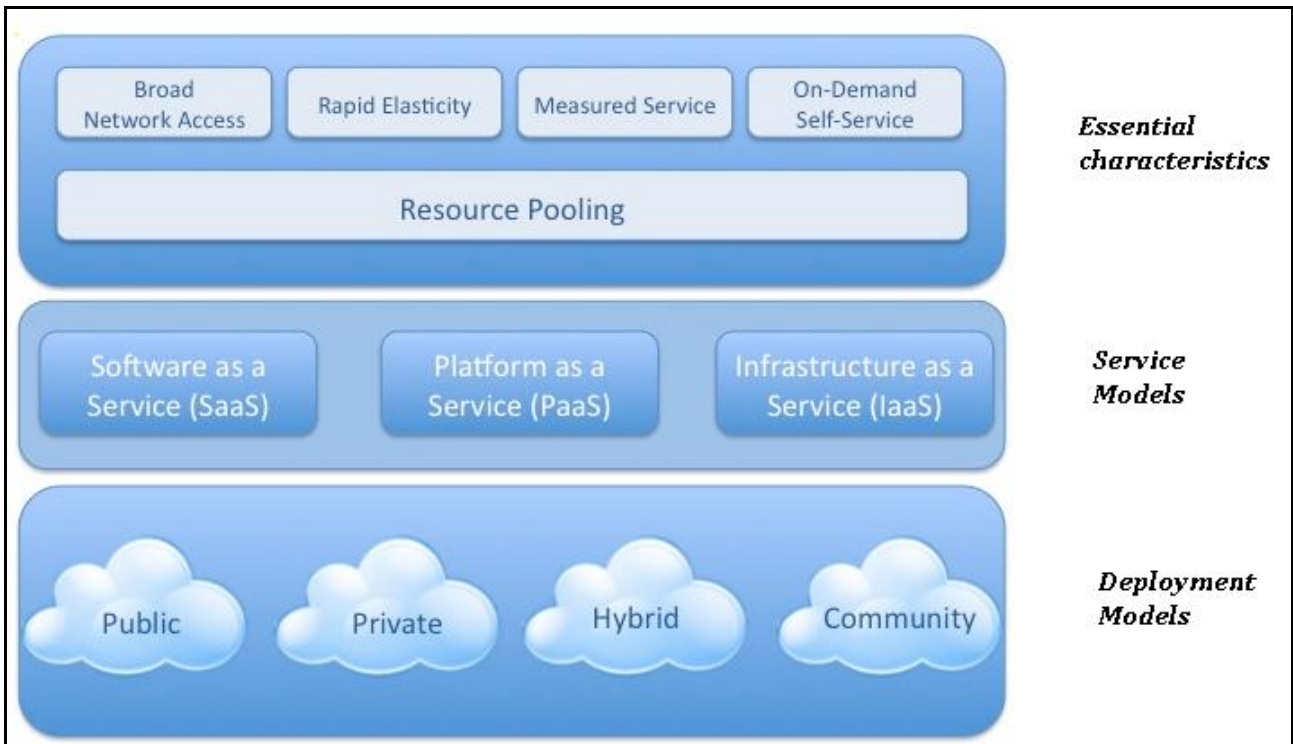 Broad
Network Access
Rapid Elasticity
Measured Service
On-Demand
Self-Service
Essential
characteristics
Resource Pooling
Software as a
Service (SaaS)
Platform as a
Service (PaaS)
Infrastructure as a
Service (IaaS)
Service
Models
Public
Private
Hybrid
Community
Deployment
Models